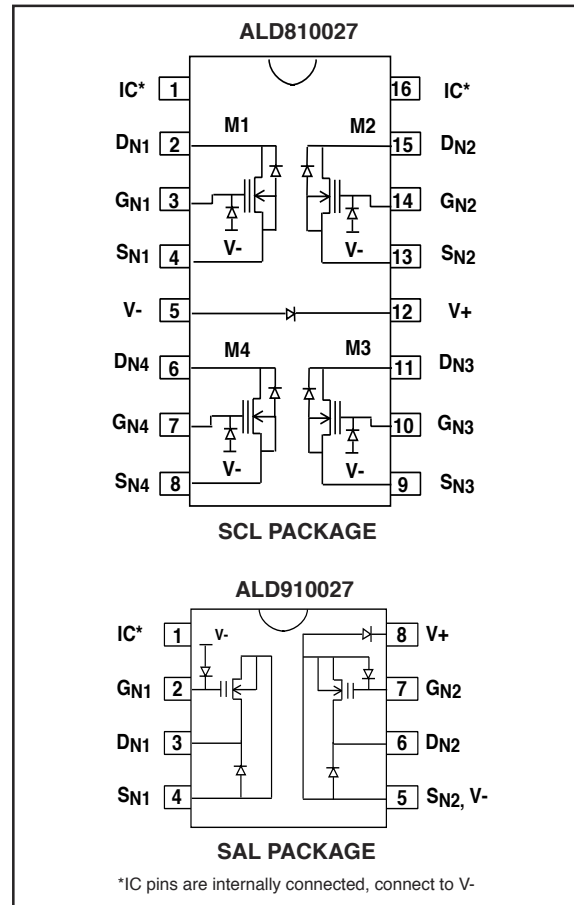 ALD810027
IC* 1 16 IC*
DN1 2 M1 M2 15 DN2
GN1 3 14 GN2
SN1 4 V- V- 13 SN2
V- 5 12 V+
DN4 6 M4 M3 11 DN3
GN4 7 10 GN3
SN4 8 V- V- 9 SN3
SCL PACKAGE
ALD910027
IC* 1 V- 8 V+
GN1 2 7 GN2
DN1 3 6 DN2
SN1 4 5 SN2, V-
SAL PACKAGE
*IC pins are internally connected, connect to V-